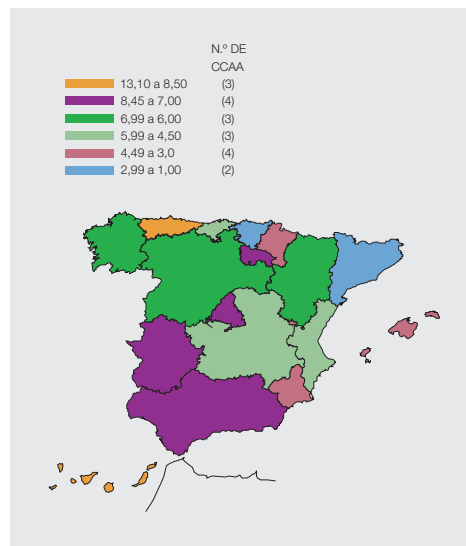 N.º DE
CCAA
13,10 a 8,50 (3)
8,45 a 7,00 (4)
6,99 a 6,00 (3)
5,99 a 4,50 (3)
4,49 a 3,0 (4)
2,99 a 1,00 (2)